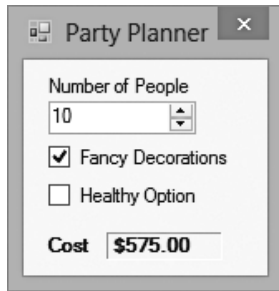 Party Planner
Number of People
10
Fancy Decorations
Healthy Option
Cost $575.00